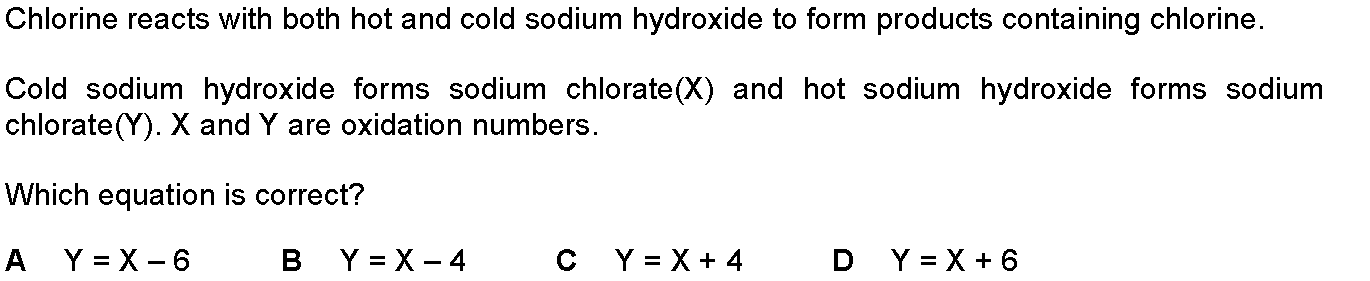 Chlorine reacts with both hot and cold sodium hydroxide to form products containing chlorine.
Cold sodium hydroxide forms sodium chlorate(X) and hot sodium hydroxide forms sodium
chlorate(Y). X and Y are oxidation numbers.
Which equation is correct?
A Y = X – 6 B Y = X – 4 C Y = X + 4 D Y = X + 6